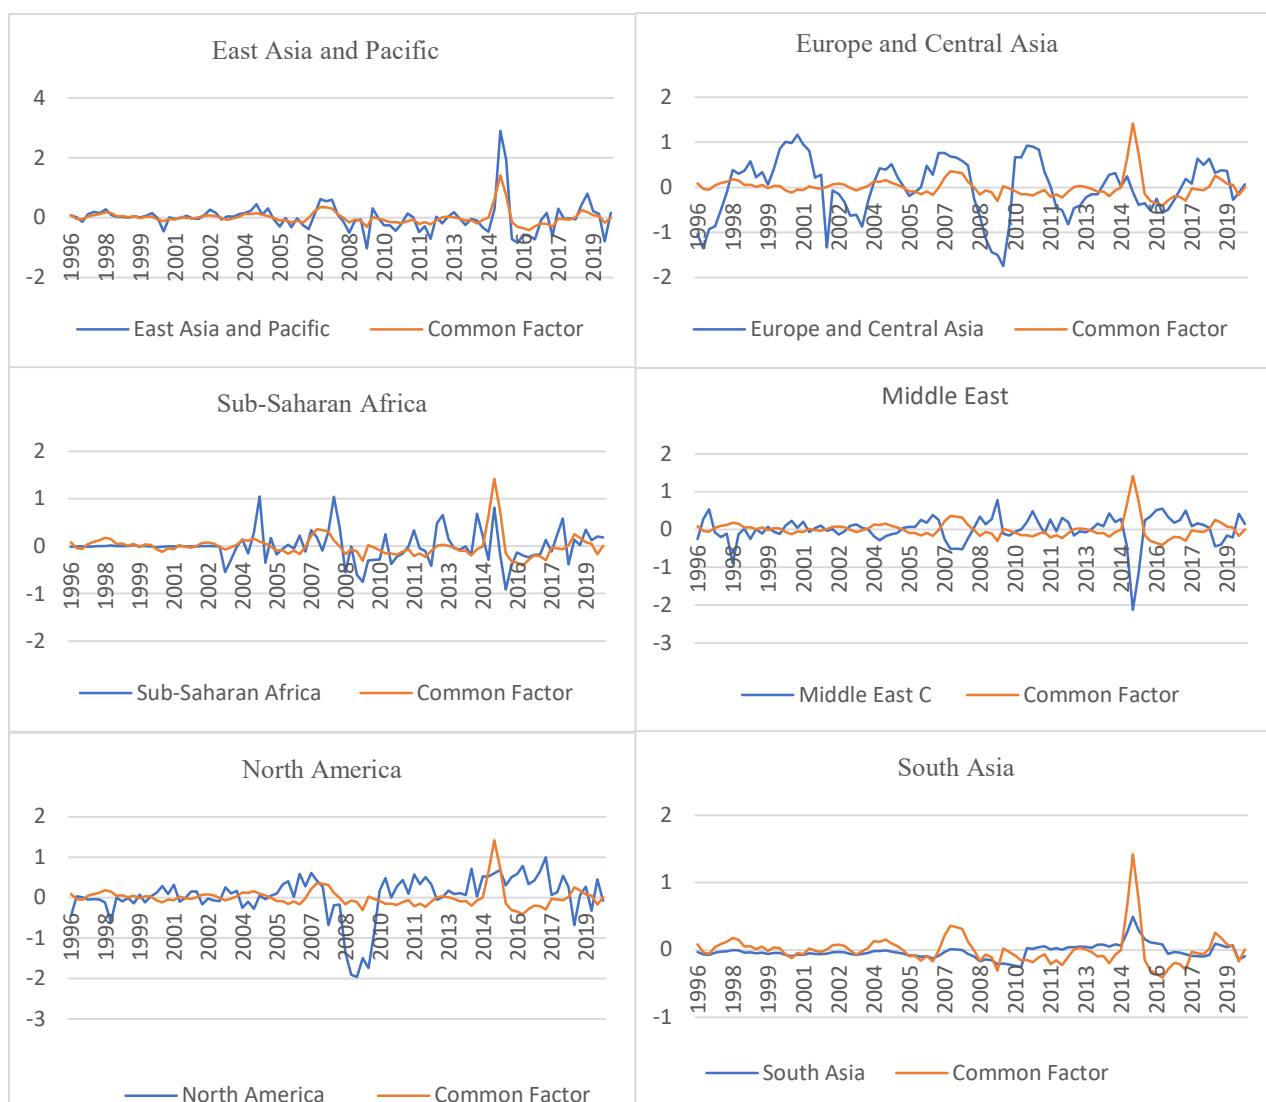 East Asia and Pacific
4
2
0
-2
1996 1998 1999 2001 2002 2004 2005 2007 2008 2010 2011 2013 2014 2016 2017 2019
East Asia and Pacific Common Factor
Europe and Central Asia
2
1
0
-1
-2
1996 1998 1999 2001 2002 2004 2005 2007 2008 2010 2011 2013 2014 2016 2017 2019
Europe and Central Asia Common Factor
Sub-Saharan Africa
2
1
0
-1
-2
1996 1998 1999 2001 2002 2004 2005 2007 2008 2010 2011 2013 2014 2016 2017 2019
Sub-Saharan Africa Common Factor
Middle East
2
1
0
-1
-2
-3
1996 1998 1999 2001 2002 2004 2005 2007 2008 2010 2011 2013 2014 2016 2017 2019
Middle East C Common Factor
North America
2
1
0
-1
-2
-3
1996 1998 1999 2001 2002 2004 2005 2007 2008 2010 2011 2013 2014 2016 2017 2019
North America Common Factor
South Asia
2
1
0
-1
1996 1998 1999 2001 2002 2004 2005 2007 2008 2010 2011 2013 2014 2016 2017 2019
South Asia Common Factor